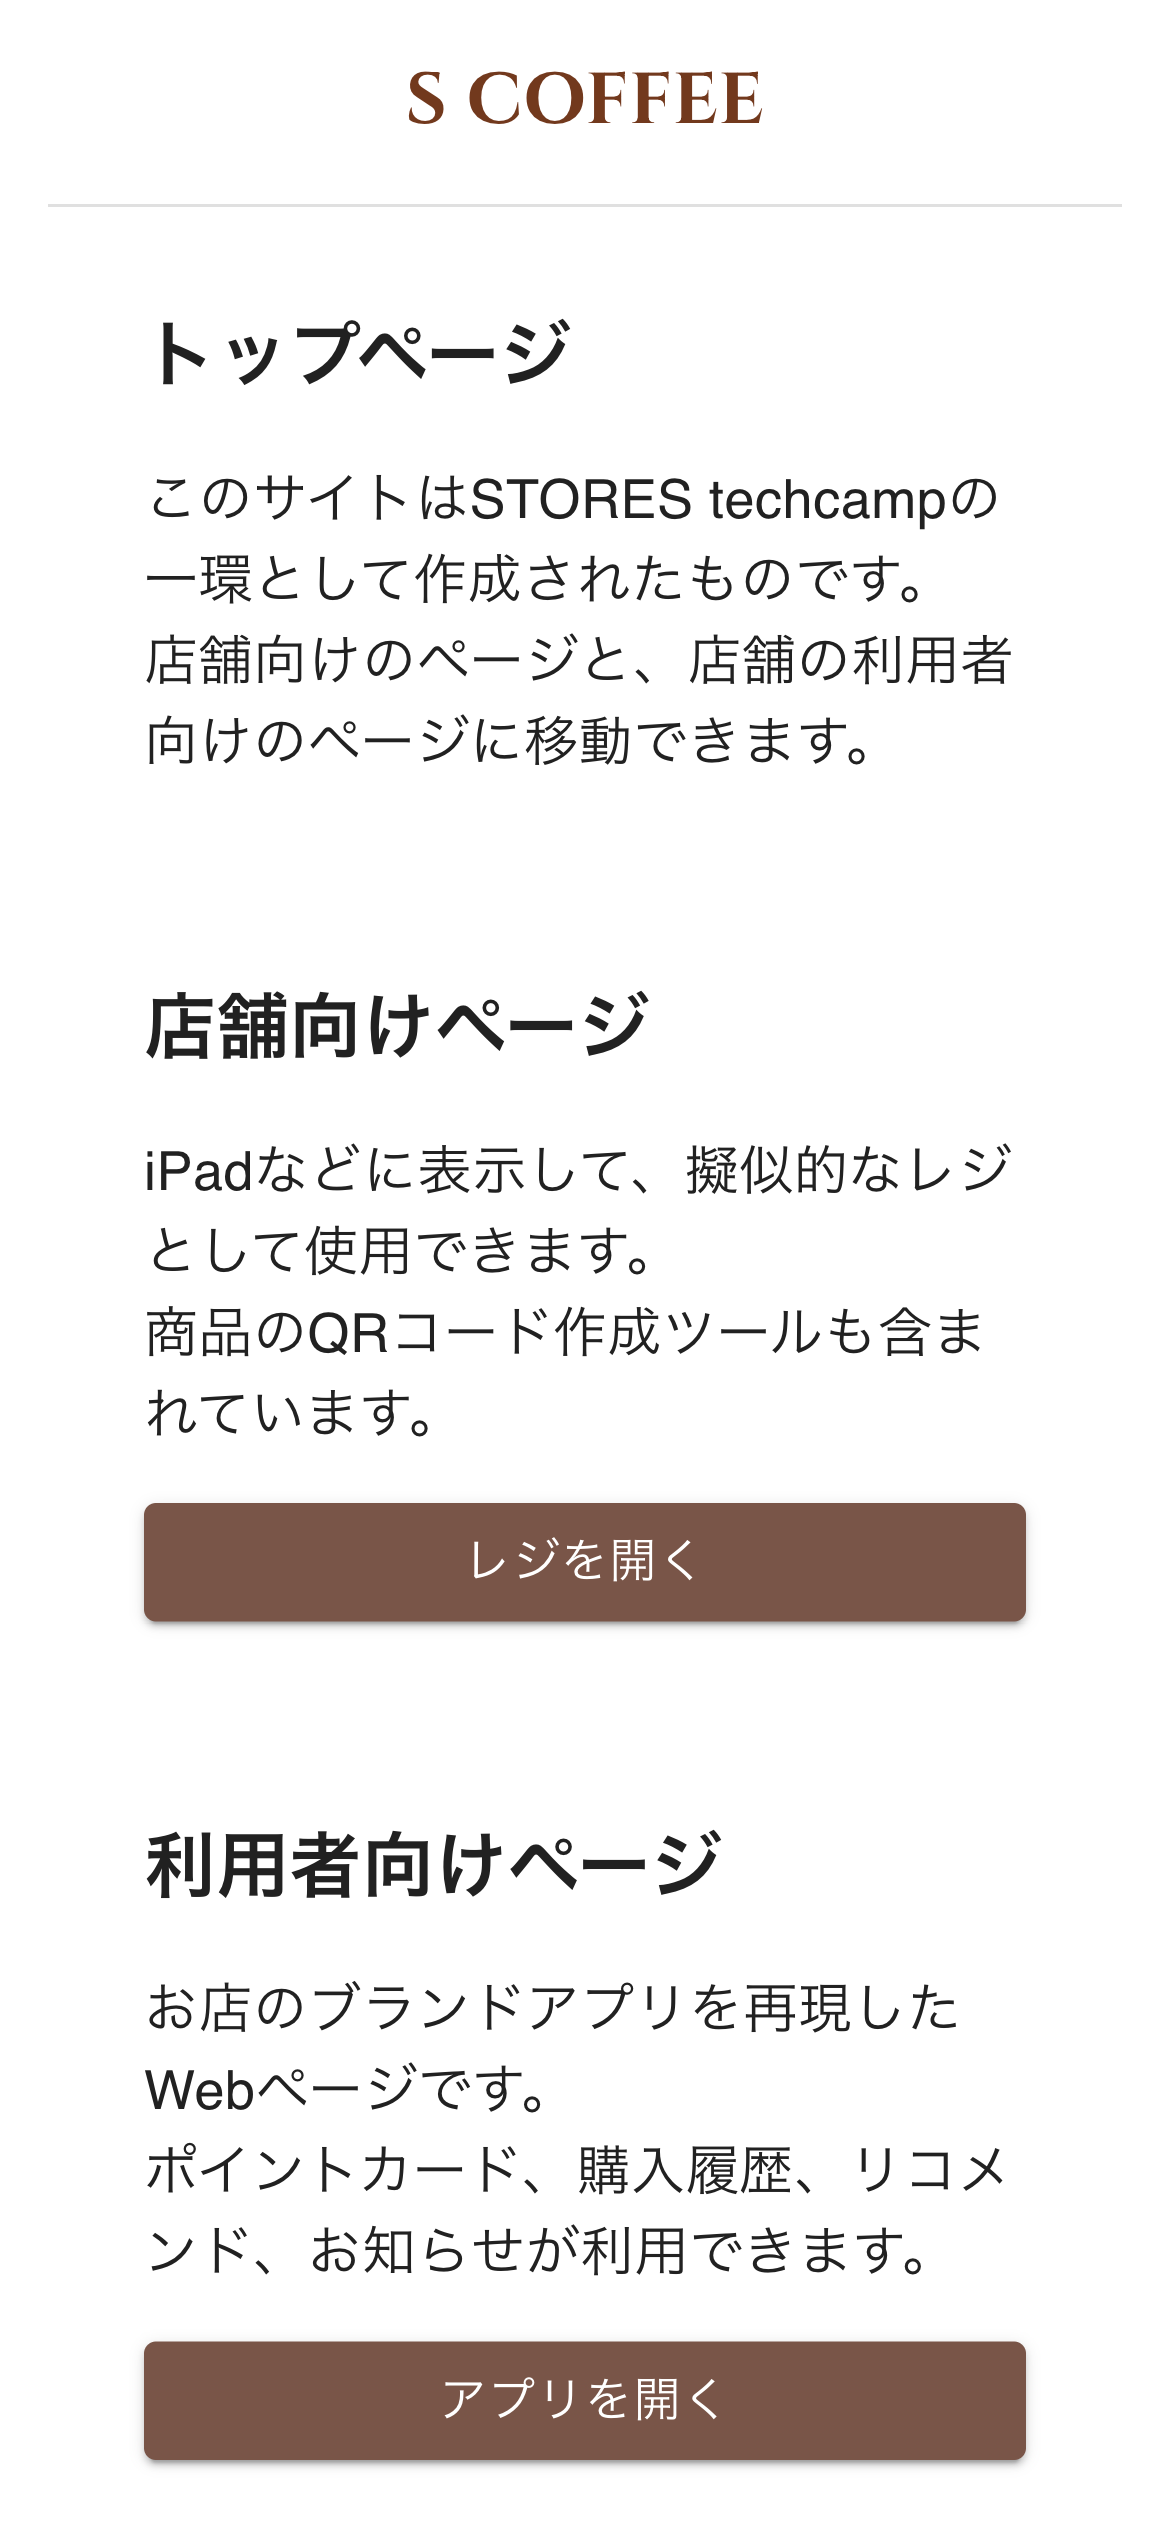 S COFFEE
トップページ
このサイトはSTORES techcampの
一環として作成されたものです。
店舗向けのページと、店舗の利用者
向けのページに移動できます。
店舗向けページ
iPadなどに表示して、擬似的なレジ
として使用できます。
商品のQRコード作成ツールも含ま
れています。
レジを開く
利用者向けページ
お店のブランドアプリを再現した
Webページです。
ポイントカード、購入履歴、リコメ
ンド、お知らせが利用できます。
アプリを開く